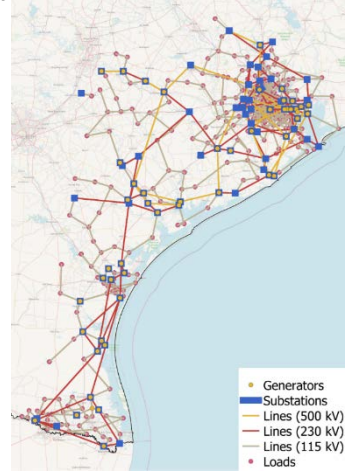 Generators
Substations
Lines (500 kV)
Lines (230 kV)
Lines (115 kV)
Loads